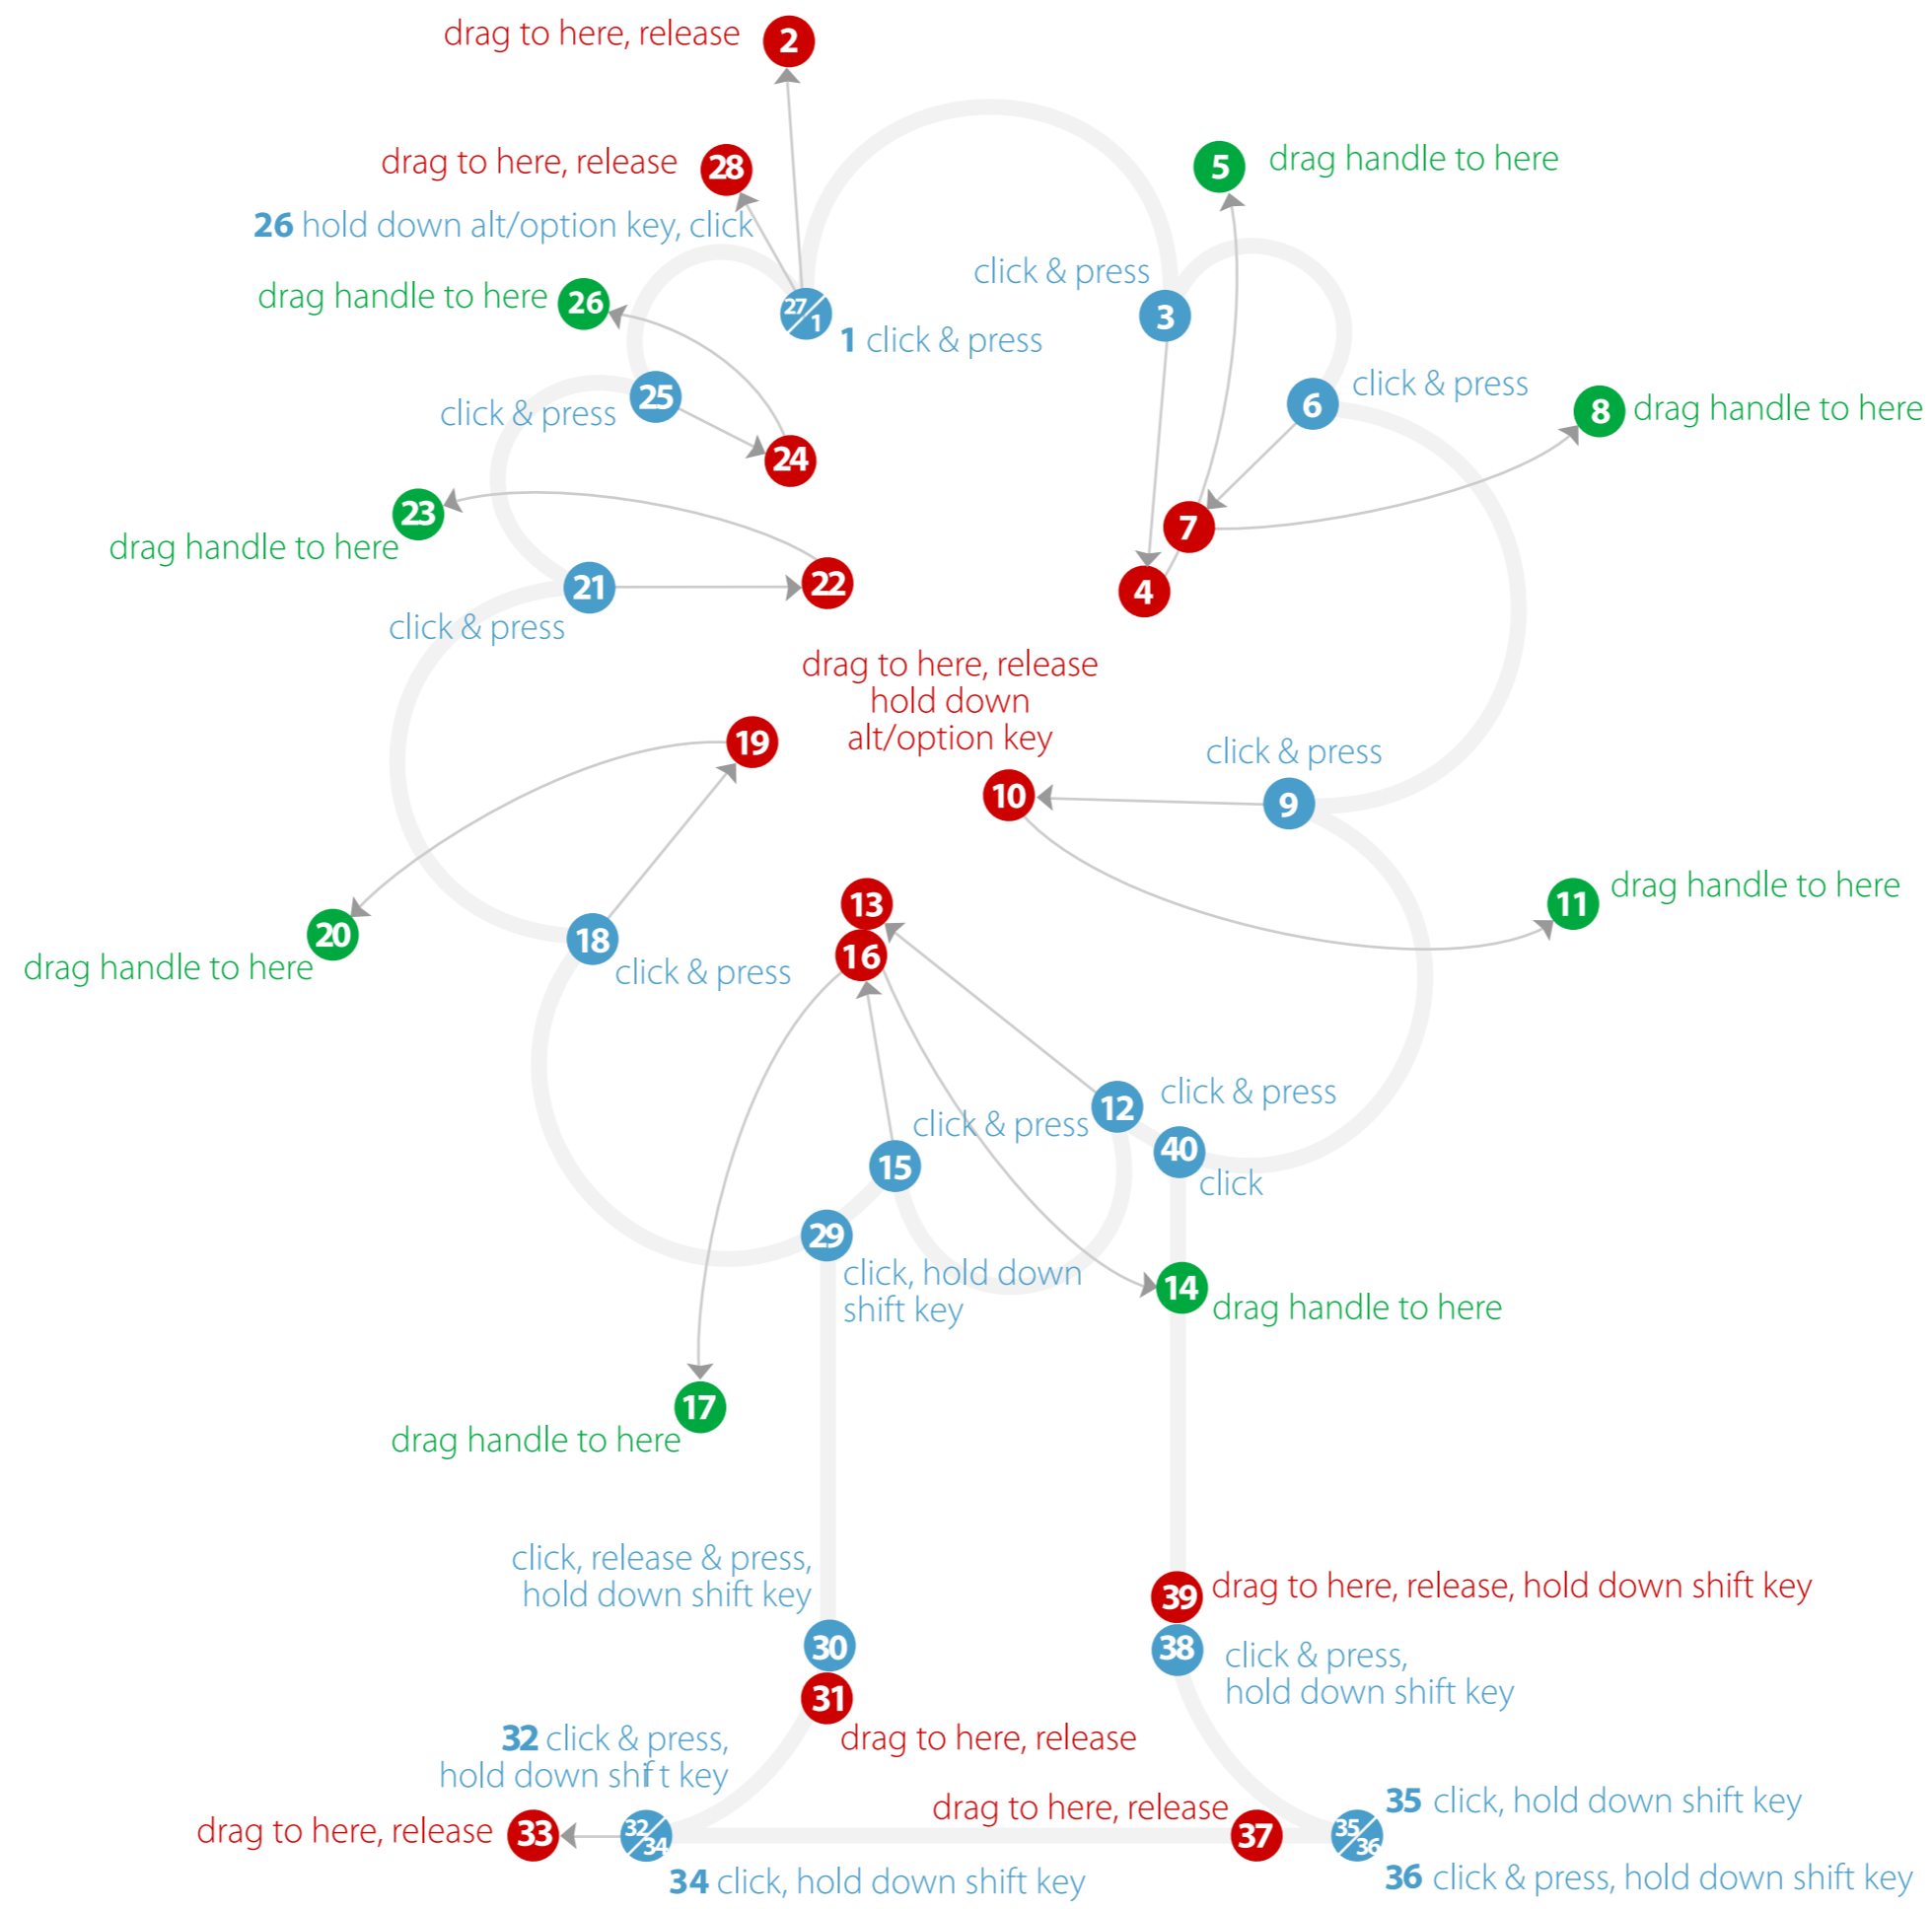 drag to here, release 2
drag to here, release 28
5 drag handle to here
26 hold down alt/option key, click
click & press
drag handle to here 26
27/1
3
1 click & press
25
6 click & press
click & press
8 drag handle to here
24
23
7
drag handle to here
21
22
4
click & press
drag to here, release
hold down
alt/option key
19
click & press
10
9
13
11 drag handle to here
20
18
16
drag handle to here
click & press
12 click & press
click & press
40
15
click
29
click, hold down
shift key
14
drag handle to here
17
drag handle to here
click, release & press,
hold down shift key
39 drag to here, release, hold down shift key
30
38
click & press,
hold down shift key
31
32 click & press,
drag to here, release
hold down shift key
drag to here, release
35 click, hold down shift key
drag to here, release 33
32/34
37
35/36
34 click, hold down shift key
36 click & press, hold down shift key